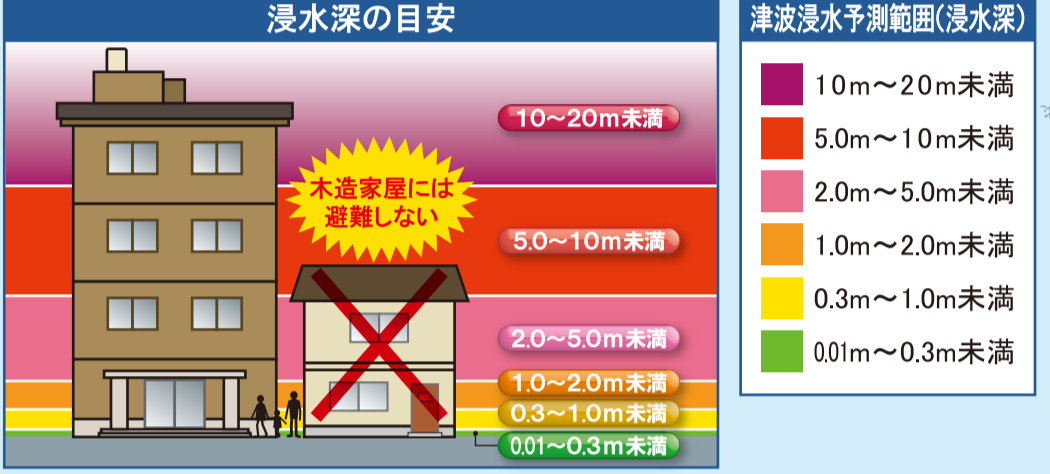 浸水深の目安
10〜20m未満
木造家屋には
避難しない
5.0〜10m未満
2.0〜5.0m未満
1.0〜2.0m未満
0.3〜1.0m未満
0.01〜0.3m未満
津波浸水予測範囲(浸水深)
10m〜20m未満
5.0m〜10m未満
2.0m〜5.0m未満
1.0m〜2.0m未満
0.3m〜1.0m未満
0.01m〜0.3m未満